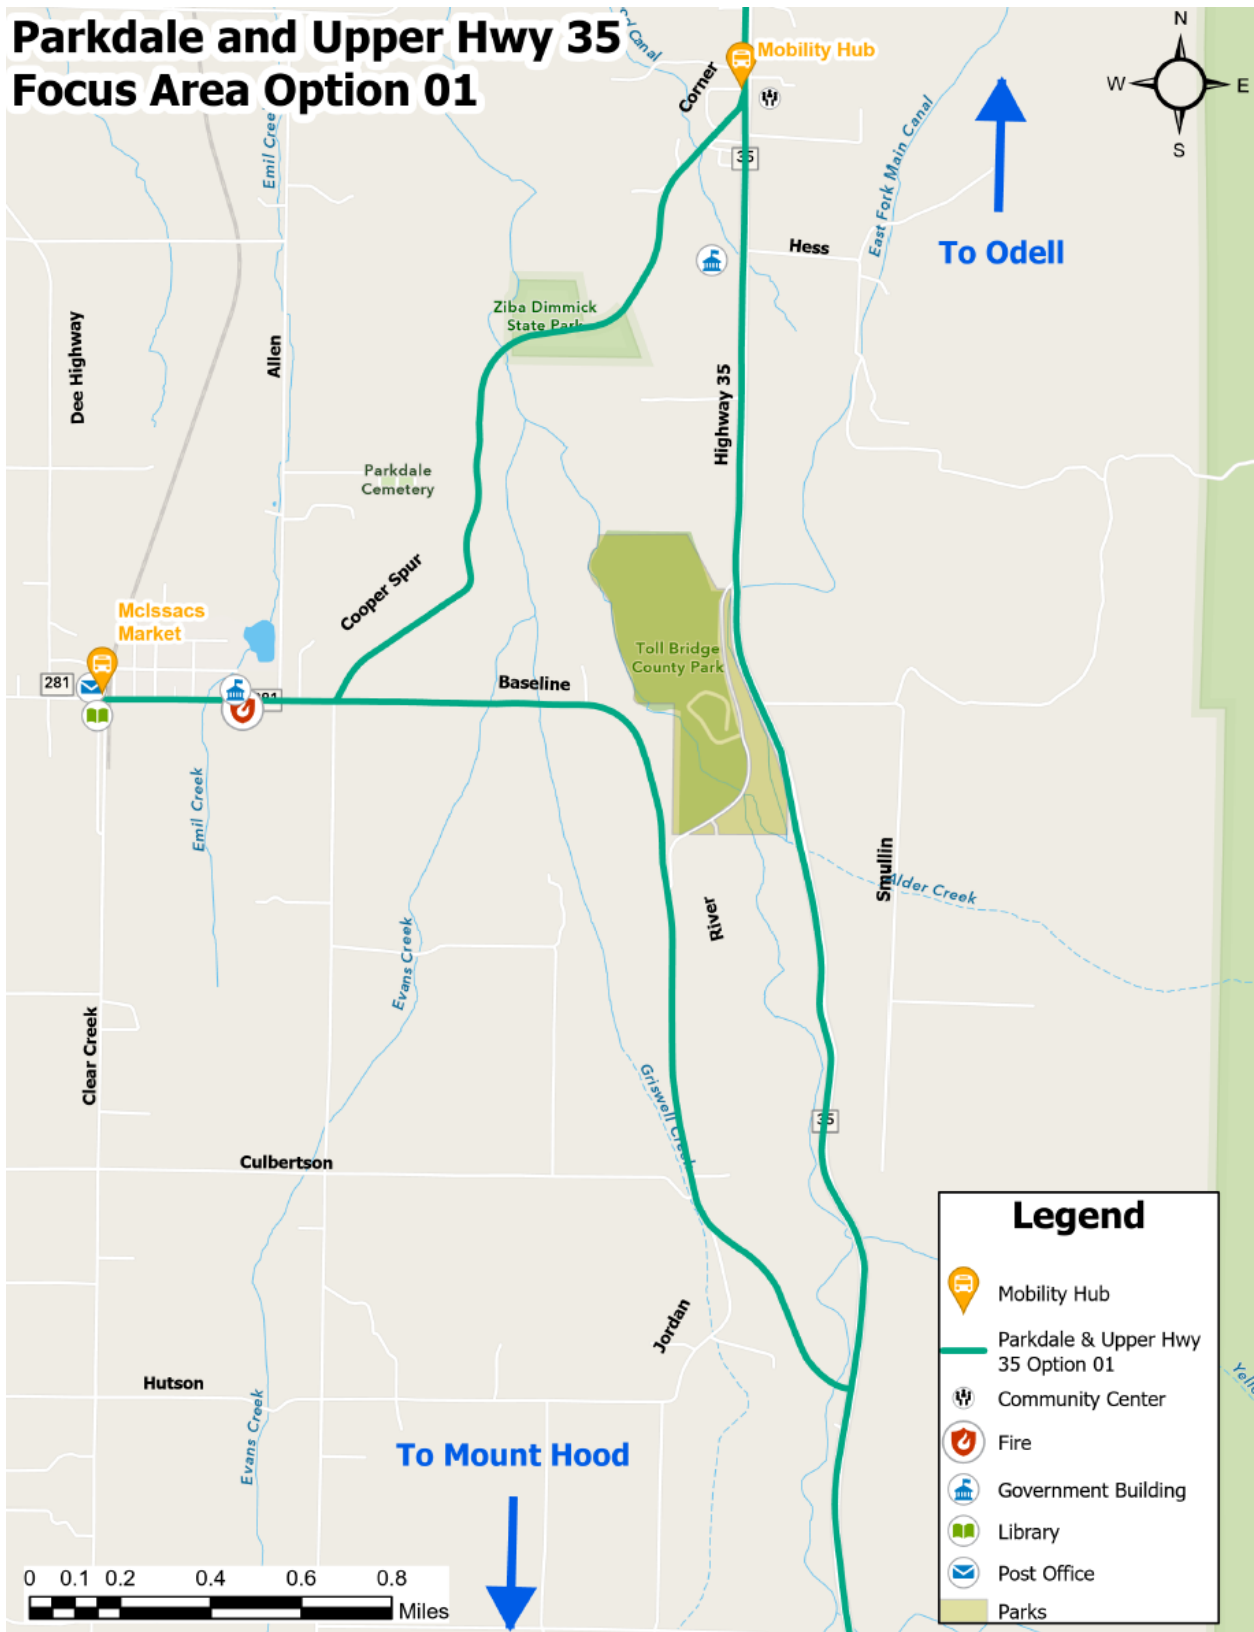 Parkdale and Upper Hwy 35
Focus Area Option 01
Canal
Mobility Hub
Corner
N
W
E
S
Emil Creek
35
East Fork Main Canal
To Odell
Hess
Ziba Dimmick
State Park
Dee Highway
Allen
Highway 35
Parkdale
Cemetery
Cooper Spur
McIssacs
Market
Toll Bridge
County Park
281
281
Baseline
Emil Creek
Smullin
Alder Creek
River
Evans Creek
Clear Creek
Griswell Creek
35
Culbertson
Legend
Mobility Hub
Parkdale & Upper Hwy
35 Option 01
Community Center
Fire
Government Building
Library
Post Office
Parks
Jordan
Hutson
Evans Creek
To Mount Hood
0 0.1 0.2 0.4 0.6 0.8
Miles